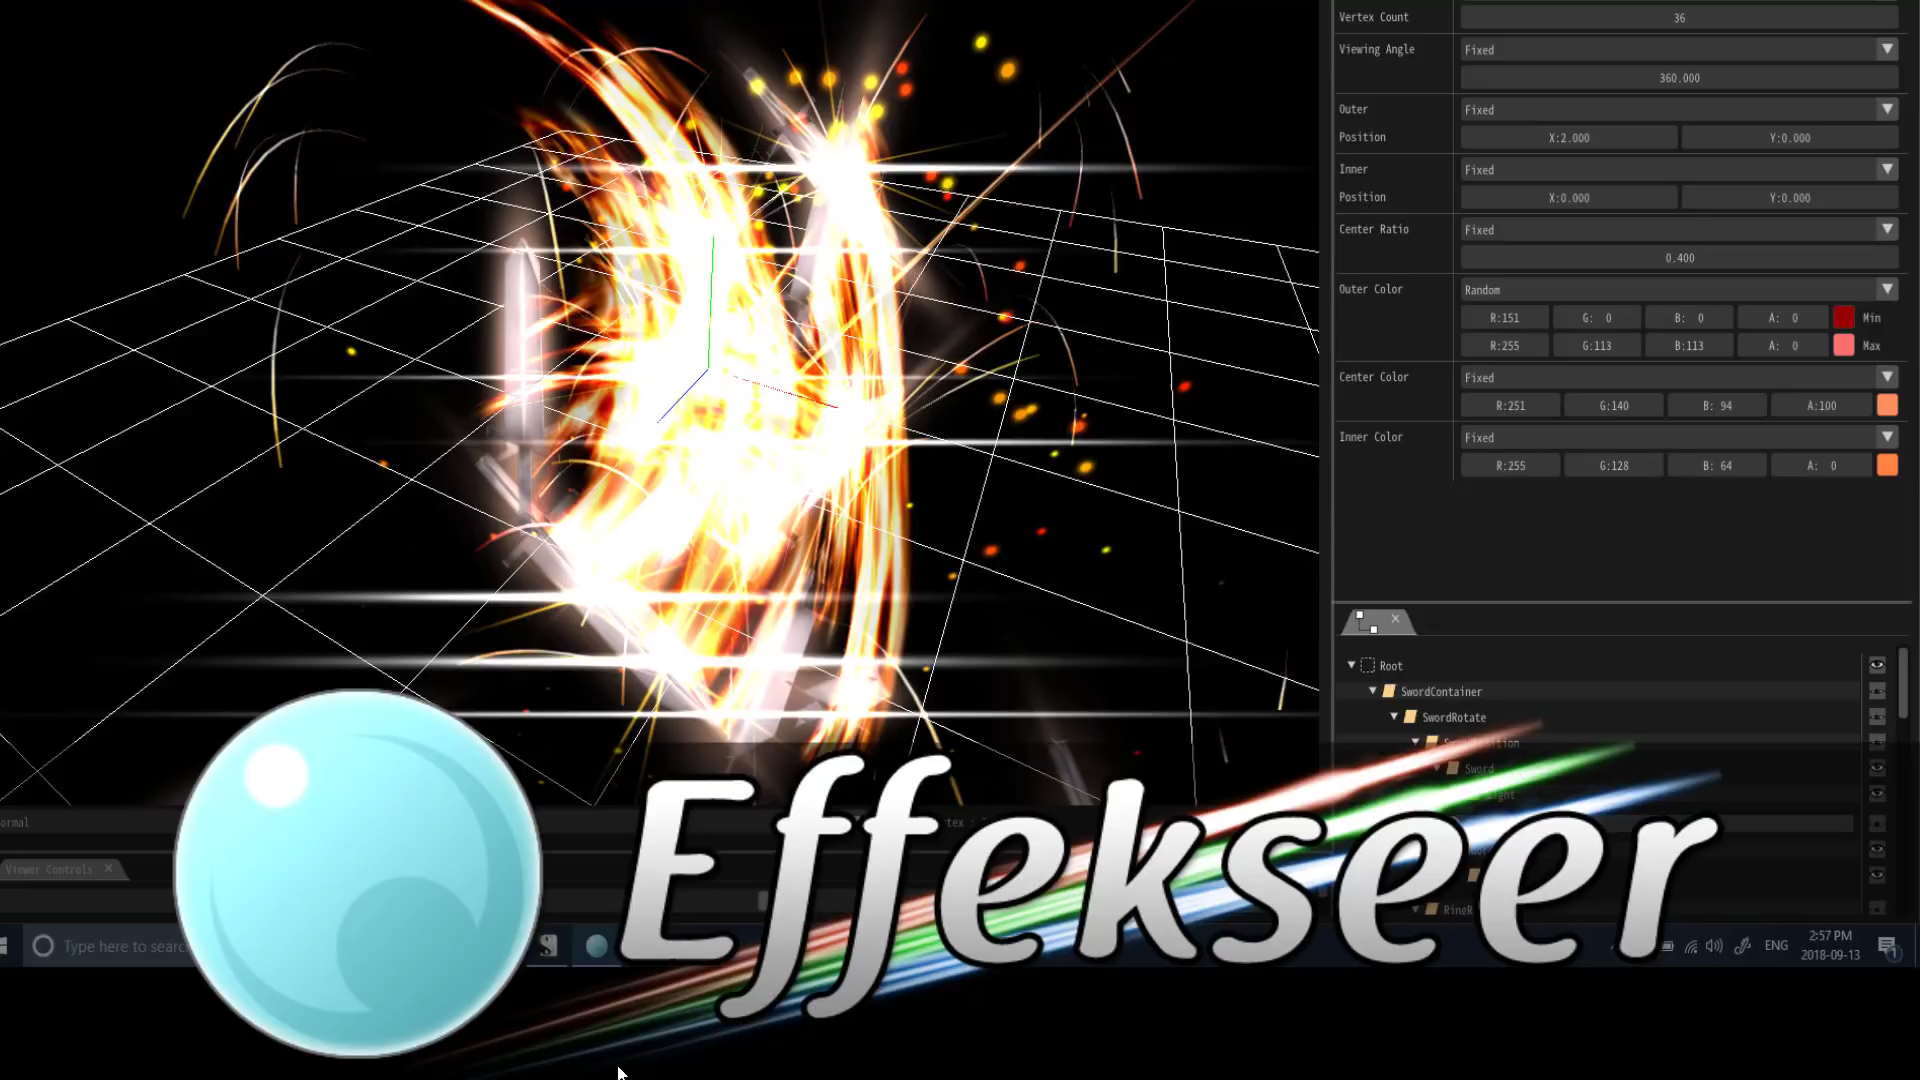 Vertex Count 36
Viewing Angle Fixed
360.000
Outer Fixed
Position X:2.000 Y:0.000
Inner Fixed
Position X:0.000 Y:0.000
Center Ratio Fixed
0.400
Outer Color Random
R:151 G: 0 B: 0 A: 0 Min
R:255 G:113 B:113 A: 0 Max
Center Color Fixed
R:251 G:140 B: 94 A:100
Inner Color Fixed
R:255 G:128 B: 64 A: 0
Root
SwordContainer
SwordRotate
Sword
ormal
Viewer Controls
Effekseer
RingR
Type here to searc
ENG
2:57 PM
2018-09-13
1